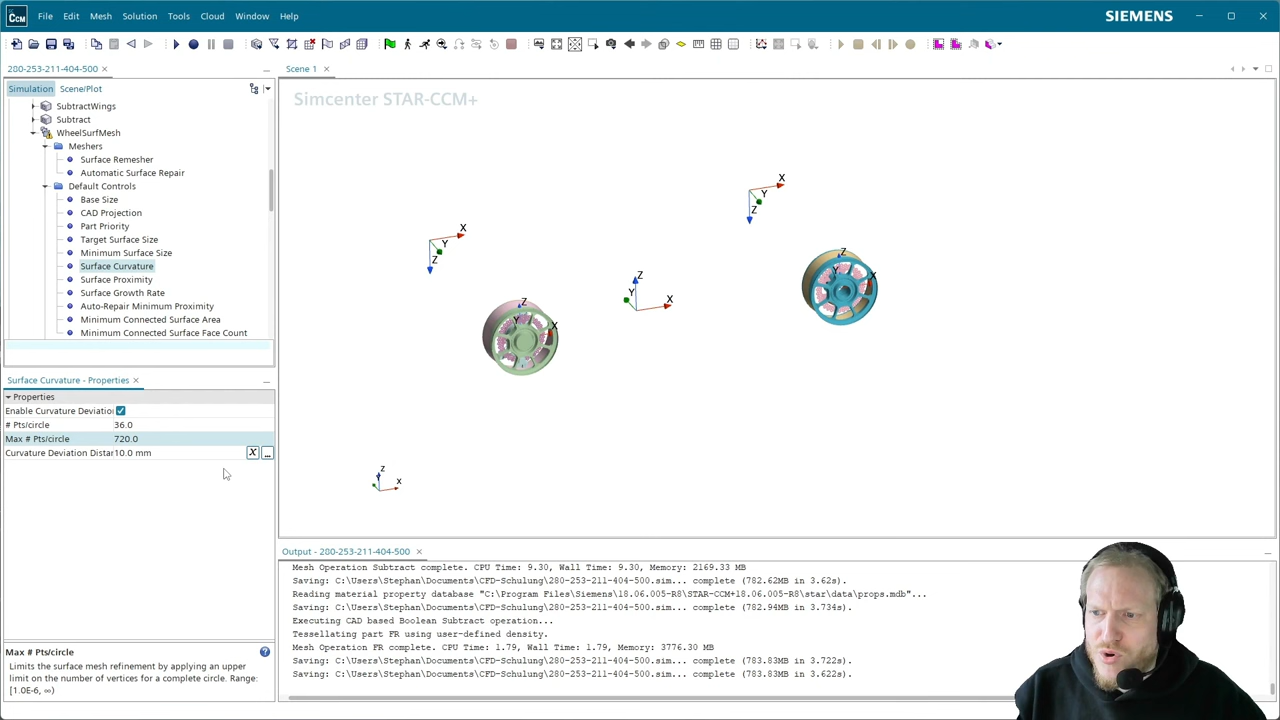 CCM File Edit Mesh Solution Tools Cloud Window Help SIEMENS
280-253-211-404-500
Scene 1
Simulation Scene/Plot
Simcenter STAR-CCM+
SubtractWings
Subtract
WheelSurfMesh
Meshers
Surface Remesher
Automatic Surface Repair
Default Controls
Base Size
CAD Projection
Part Priority
Target Surface Size
Minimum Surface Size
Surface Curvature
Surface Proximity
Surface Growth Rate
Auto-Repair Minimum Proximity
Minimum Connected Surface Area
Minimum Connected Surface Face Count
X
Y
Z
X
Y
Z
Z
Y
X
Z
Y
X
Z
Y
X
Z
X
Surface Curvature - Properties
Properties
Enable Curvature Deviatio
# Pts/circle 36.0
Max # Pts/circle 720.0
Curvature Deviation Distar 10.0 mm X ...
Max # Pts/circle
Limits the surface mesh refinement by applying an upper
limit on the number of vertices for a complete circle. Range:
[1.0E-6, ∞)
Output - 280-253-211-404-500
Mesh Operation Subtract complete. CPU Time: 9.30, Wall Time: 9.30, Memory: 2169.33 MB
Saving: C:\Users\Stephan\Documents\CFD-Schulung\280-253-211-404-500.sim... complete (782.62MB in 3.62s).
Reading material property database "C:\Program Files\Siemens\18.06.005-R8\STAR-CCM+18.06.005-R8\star\data\props.mdb"...
Saving: C:\Users\Stephan\Documents\CFD-Schulung\280-253-211-404-500.sim... complete (782.94MB in 3.734s).
Executing CAD based Boolean Subtract operation...
Tessellating part FR using user-defined density.
Mesh Operation FR complete. CPU Time: 1.79, Wall Time: 1.79, Memory: 3776.30 MB
Saving: C:\Users\Stephan\Documents\CFD-Schulung\280-253-211-404-500.sim... complete (783.83MB in 3.722s).
Saving: C:\Users\Stephan\Documents\CFD-Schulung\280-253-211-404-500.sim... complete (783.83MB in 3.622s).